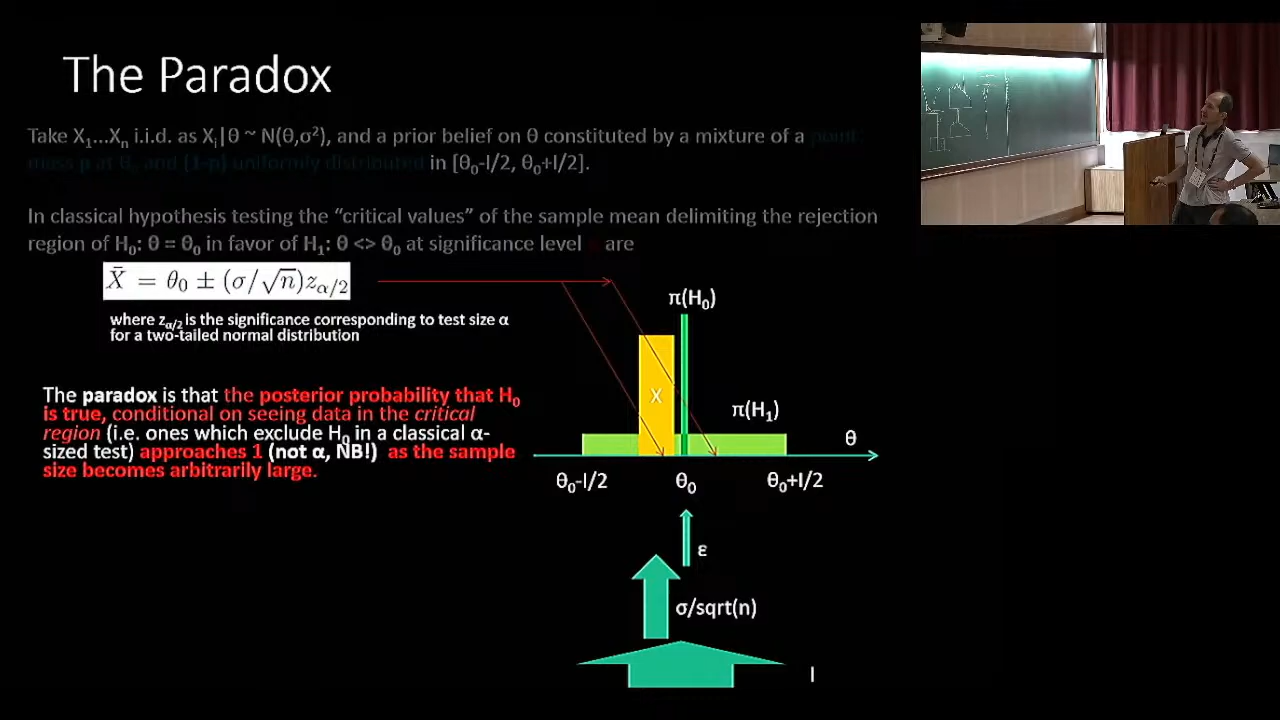 The Paradox
Take X1...Xn i.i.d. as Xi|θ ~ N(θ,σ²), and a prior belief on θ constituted by a mixture of a point
mass p at θ0 and (1-p) uniformly distributed in [θ0-I/2, θ0+I/2].
In classical hypothesis testing the “critical values” of the sample mean delimiting the rejection
region of H0: θ = θ0 in favor of H1: θ <> θ0 at significance level are
X̄ = θ0 ± (σ/√n)zα/2
where zα/2 is the significance corresponding to test size α
for a two-tailed normal distribution
The paradox is that the posterior probability that H0
is true, conditional on seeing data in the critical
region (i.e. ones which exclude H0 in a classical α-
sized test) approaches 1 (not α, NB!) as the sample
size becomes arbitrarily large.
π(H0)
X
π(H1)
θ
θ0-I/2
θ0
θ0+I/2
ε
σ/sqrt(n)
I